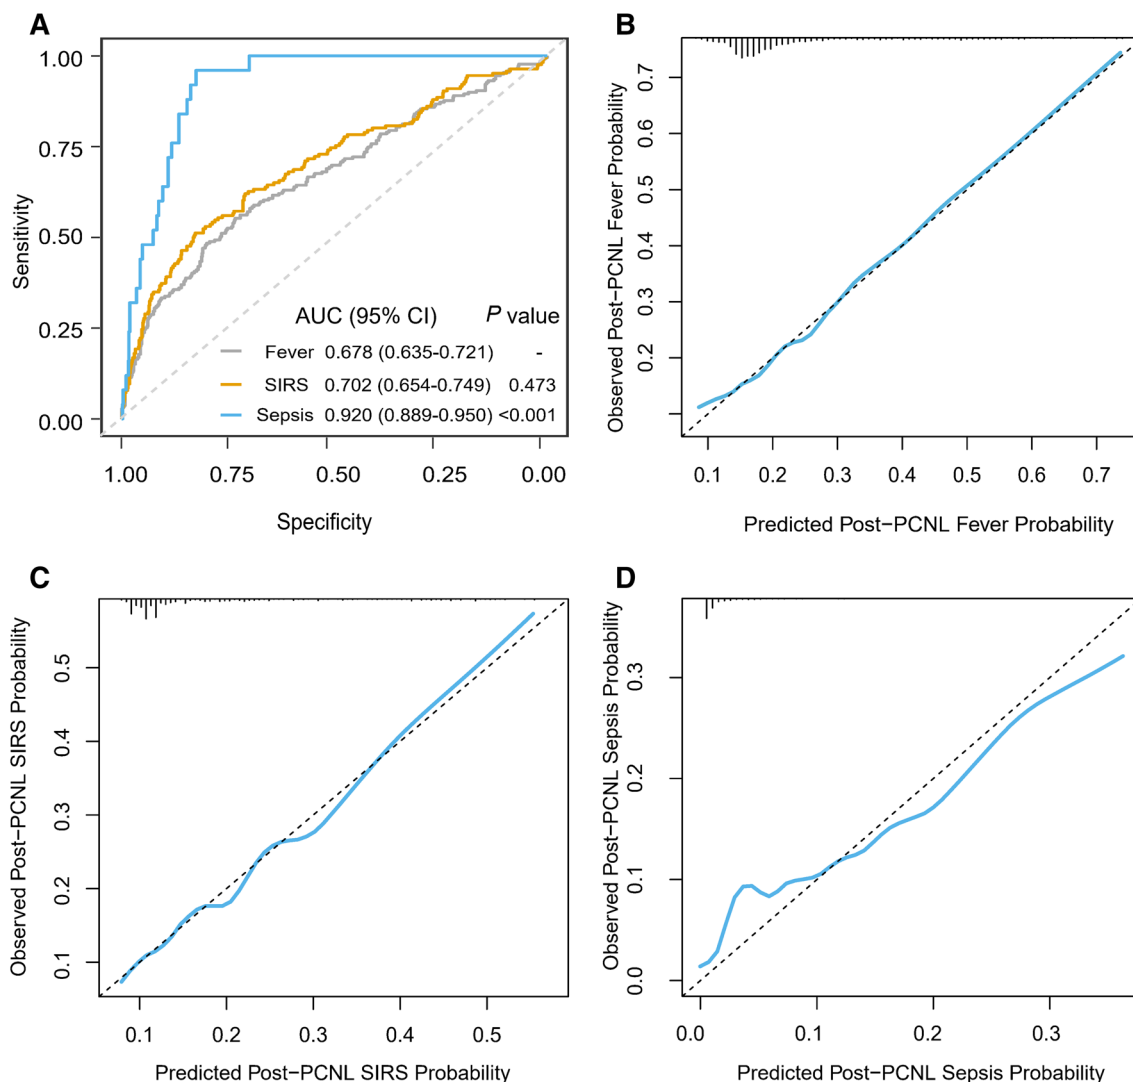 A
1.00
0.75
0.50
0.25
0.00
Sensitivity
AUC (95% CI) P value
Fever 0.678 (0.635-0.721) -
SIRS 0.702 (0.654-0.749) 0.473
Sepsis 0.920 (0.889-0.950) <0.001
1.00 0.75 0.50 0.25 0.00
Specificity
B
0.7
0.6
0.5
0.4
0.3
0.2
Observed Post−PCNL Fever Probability
0.1 0.2 0.3 0.4 0.5 0.6 0.7
Predicted Post−PCNL Fever Probability
C
0.5
0.4
0.3
0.2
0.1
Observed Post−PCNL SIRS Probability
0.1 0.2 0.3 0.4 0.5
Predicted Post−PCNL SIRS Probability
D
0.3
0.2
0.1
0.0
Observed Post−PCNL Sepsis Probability
0.0 0.1 0.2 0.3
Predicted Post−PCNL Sepsis Probability